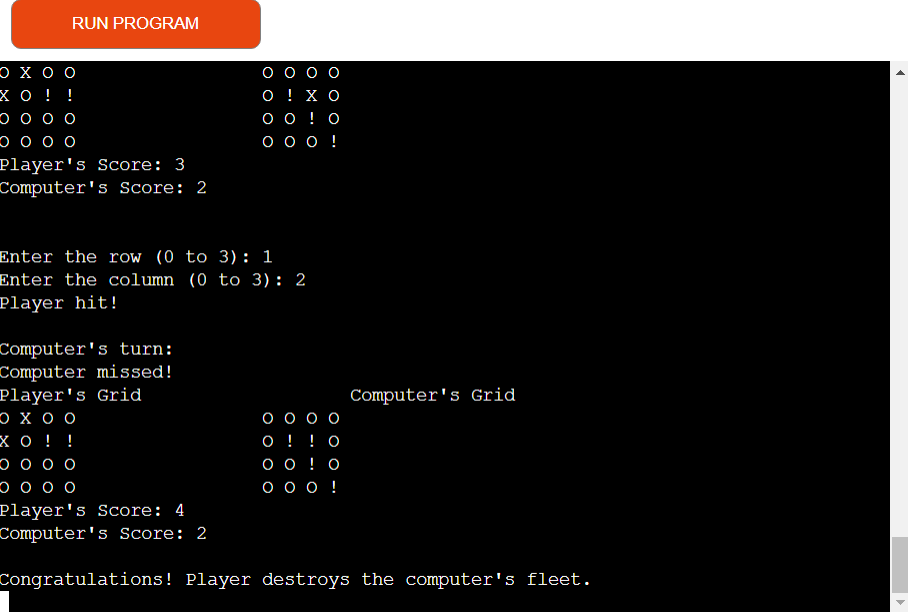 RUN PROGRAM
O X O O                 O O O O
X O ! !                 O ! X O
O O O O                 O O ! O
O O O O                 O O O !
Player's Score: 3
Computer's Score: 2
Enter the row (0 to 3): 1
Enter the column (0 to 3): 2
Player hit!
Computer's turn:
Computer missed!
Player's Grid                   Computer's Grid
O X O O                 O O O O
X O ! !                 O ! ! O
O O O O                 O O ! O
O O O O                 O O O !
Player's Score: 4
Computer's Score: 2
Congratulations! Player destroys the computer's fleet.